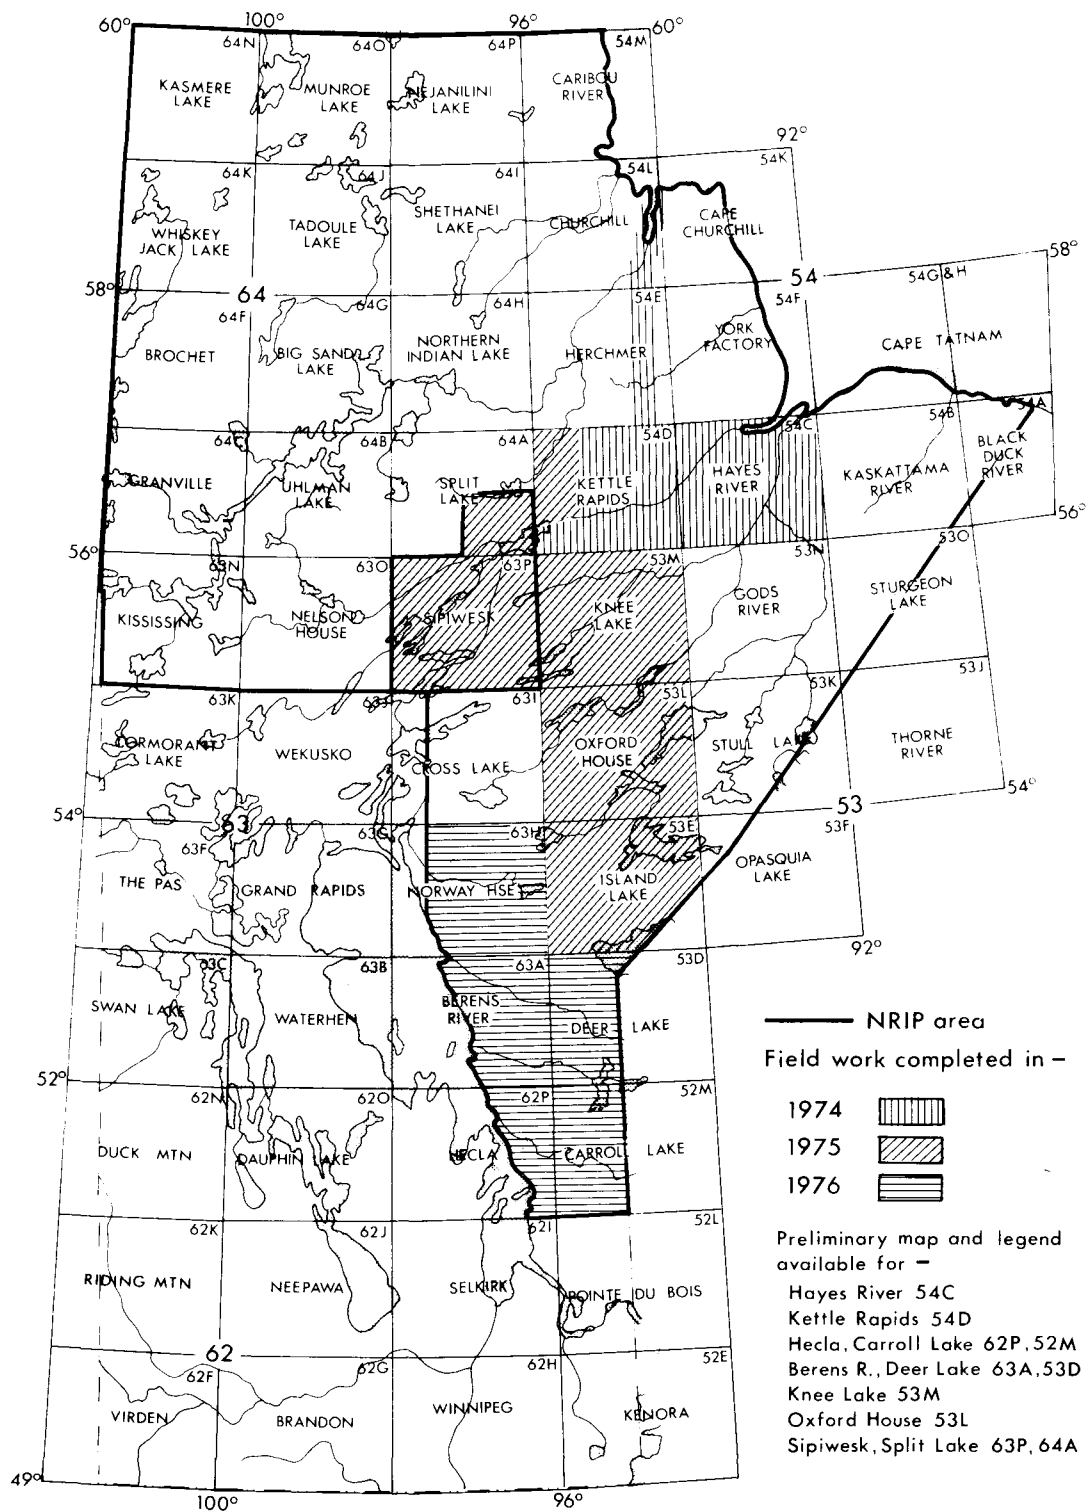 60°
100°
96°
60°
64N
64O
64P
54M
KASMERE
LAKE
MUNROE
LAKE
NEJANILINI
LAKE
CARIBOU
RIVER
92°
64K
64J
64I
54L
54K
WHISKEY
JACK LAKE
TADOULE
LAKE
SHETHANEI
LAKE
CHURCHILL
CAPE
CHURCHILL
58°
58°
64
54
64F
64G
64H
54E
54F
54G&H
BROCHET
BIG SAND
LAKE
NORTHERN
INDIAN LAKE
HERCHMER
YORK
FACTORY
CAPE TATNAM
64C
64B
64A
54D
54C
54B
54A
GRANVILLE
UHLMAN
LAKE
SPLIT
LAKE
KETTLE
RAPIDS
HAYES
RIVER
KASKATTAMA
RIVER
BLACK
DUCK
RIVER
56°
56°
63N
63O
63P
53M
53N
53O
KISSISSING
NELSON
HOUSE
SIPIWESK
KNEE
LAKE
GODS
RIVER
STURGEON
LAKE
63K
63J
63I
53L
53K
53J
CORMORANT
LAKE
WEKUSKO
CROSS LAKE
OXFORD
HOUSE
STULL LAKE
THORNE
RIVER
54°
54°
63
53
63F
63G
63H
53E
53F
THE PAS
GRAND RAPIDS
NORWAY HSE
ISLAND
LAKE
OPASQUIA
LAKE
92°
63C
63B
63A
53D
SWAN LAKE
WATERHEN
BERENS
RIVER
DEER LAKE
52°
62N
62O
62P
52M
DUCK MTN
DAUPHIN LAKE
HECLA
CARROLL LAKE
62K
62J
62I
52L
RIDING MTN
NEEPAWA
SELKIRK
POINTE DU BOIS
62
62F
62G
62H
52E
VIRDEN
BRANDON
WINNIPEG
KENORA
49°
100°
96°
NRIP area
Field work completed in –
1974
1975
1976
Preliminary map and legend
available for –
Hayes River 54C
Kettle Rapids 54D
Hecla, Carroll Lake 62P, 52M
Berens R., Deer Lake 63A, 53D
Knee Lake 53M
Oxford House 53L
Sipiwesk, Split Lake 63P, 64A